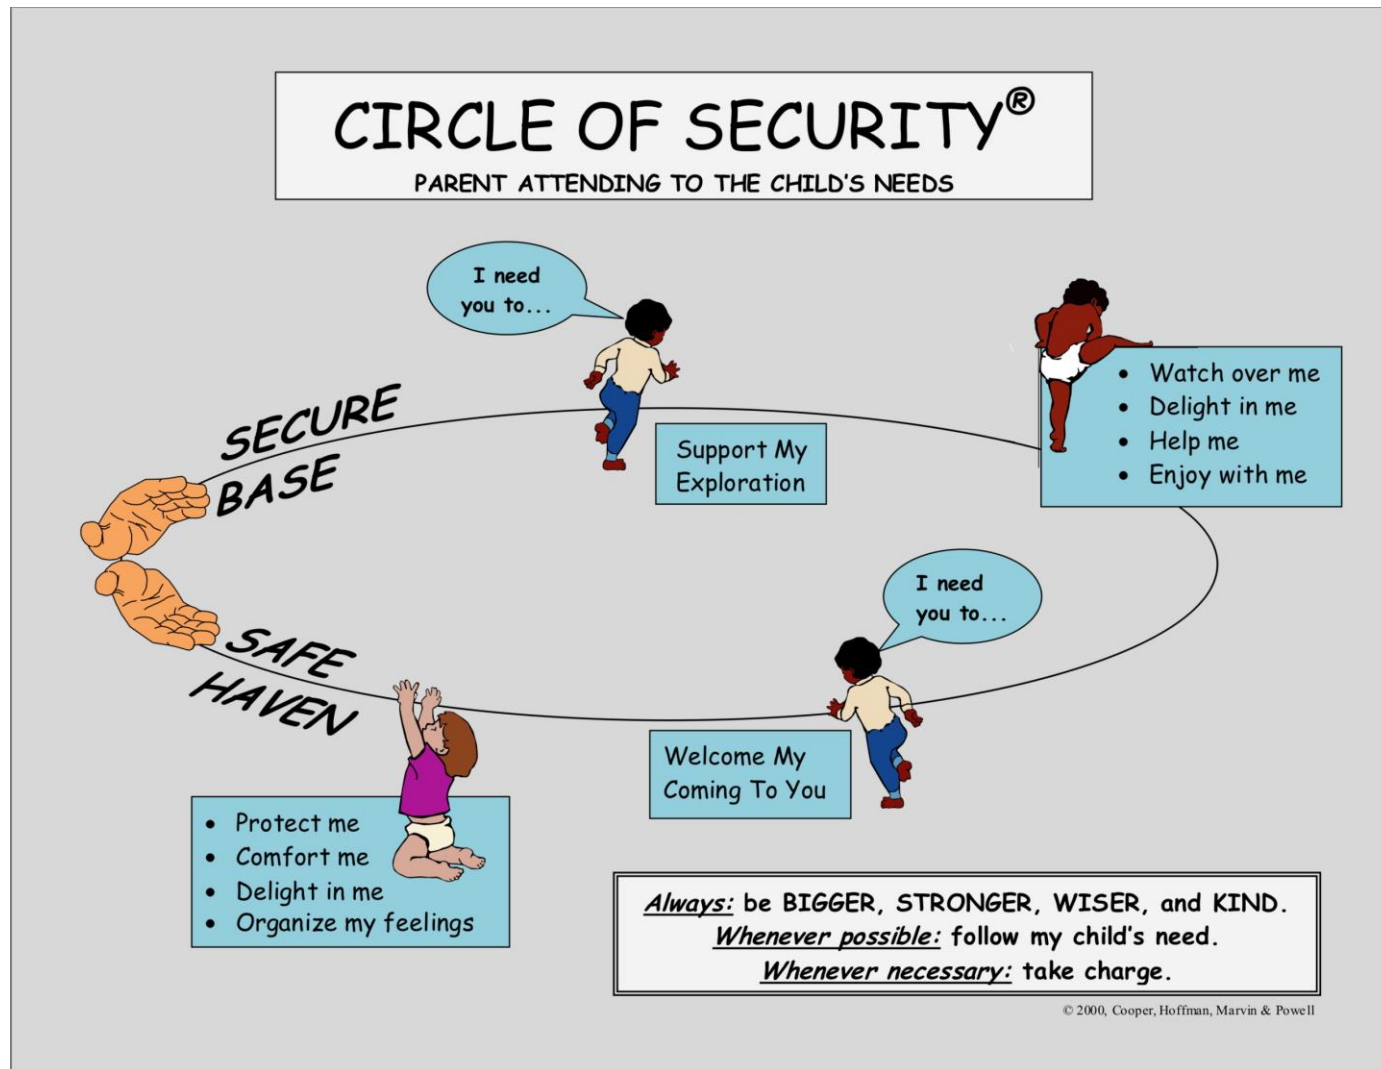 CIRCLE OF SECURITY®
PARENT ATTENDING TO THE CHILD'S NEEDS
I need
you to...
SECURE
BASE
Support My
Exploration
• Watch over me
• Delight in me
• Help me
• Enjoy with me
I need
you to...
SAFE
HAVEN
Welcome My
Coming To You
• Protect me
• Comfort me
• Delight in me
• Organize my feelings
Always: be BIGGER, STRONGER, WISER, and KIND.
Whenever possible: follow my child's need.
Whenever necessary: take charge.
© 2000, Cooper, Hoffman, Marvin & Powell